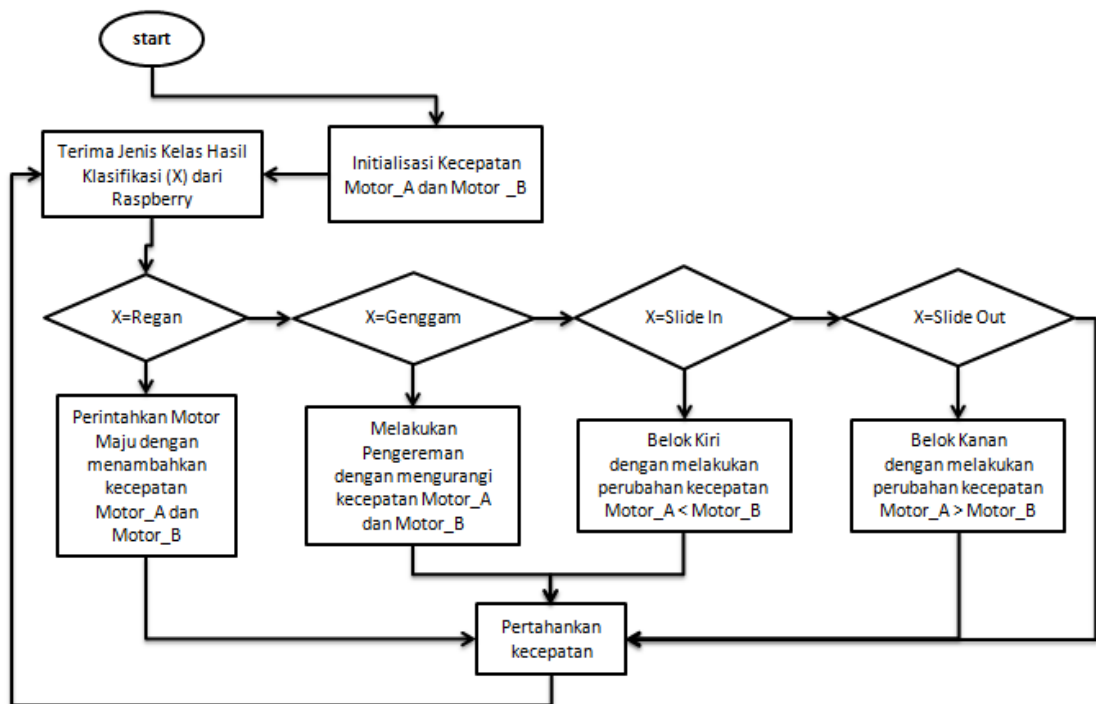 start
Terima Jenis Kelas Hasil
Klasifikasi (X) dari
Raspberry
Initialisasi Kecepatan
Motor_A dan Motor _B
X=Regan
X=Genggam
X=Slide In
X=Slide Out
Perintahkan Motor
Maju dengan
menambahkan
kecepatan
Motor_A dan
Motor_B
Melakukan
Pengereman
dengan mengurangi
kecepatan Motor_A
dan Motor_B
Belok Kiri
dengan melakukan
perubahan kecepatan
Motor_A < Motor_B
Belok Kanan
dengan melakukan
perubahan kecepatan
Motor_A > Motor_B
Pertahankan
kecepatan